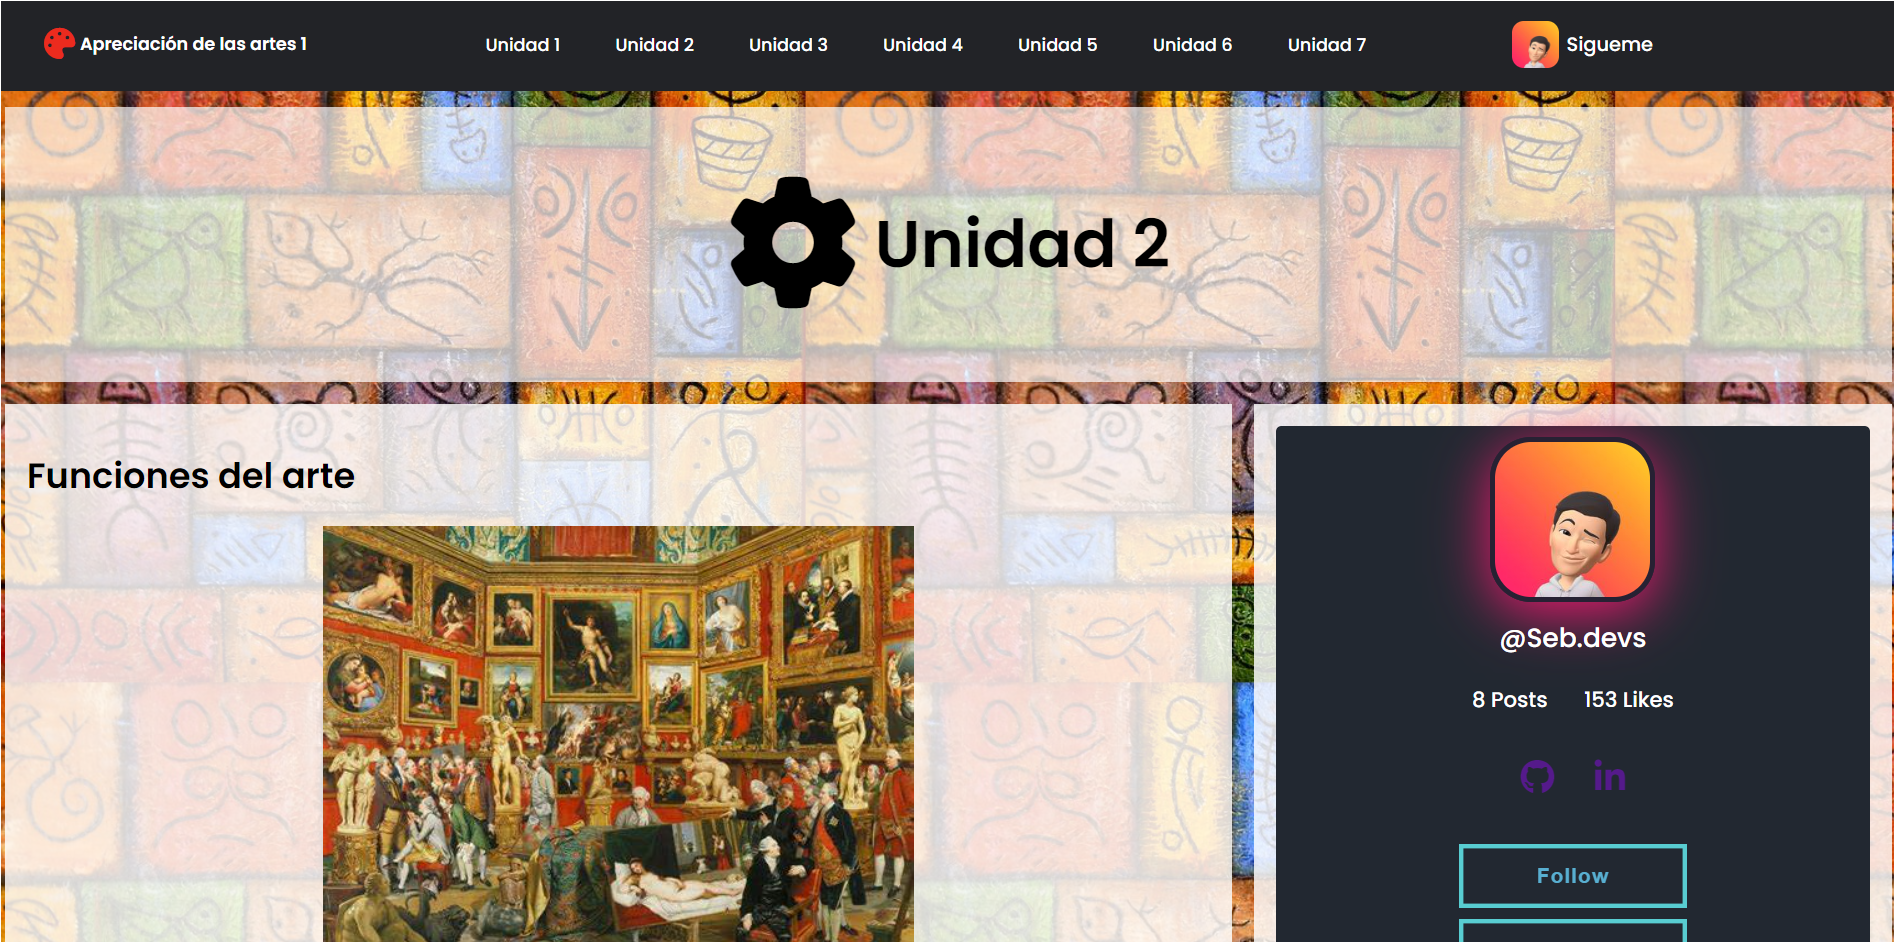 Apreciación de las artes 1
Unidad 1
Unidad 2
Unidad 3
Unidad 4
Unidad 5
Unidad 6
Unidad 7
Sigueme
Unidad 2
Funciones del arte
@Seb.devs
8 Posts
153 Likes
in
Follow